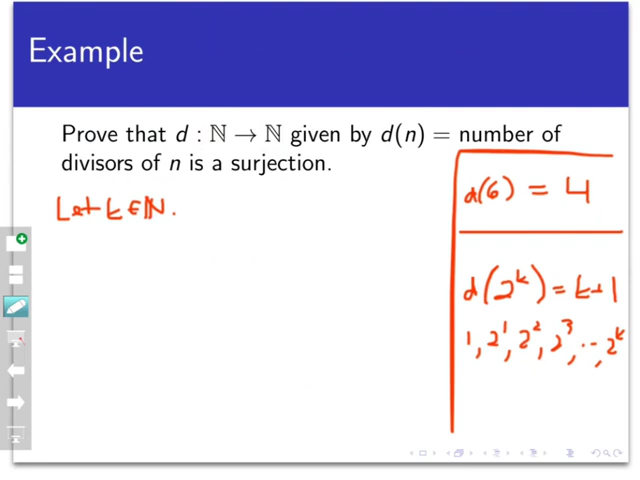 Example
Prove that d : ℕ → ℕ given by d(n) = number of
divisors of n is a surjection.
Let k ∈ ℕ.
d(6) = 4
d(2^k) = k+1
1, 2^1, 2^2, 2^3, ..., 2^k